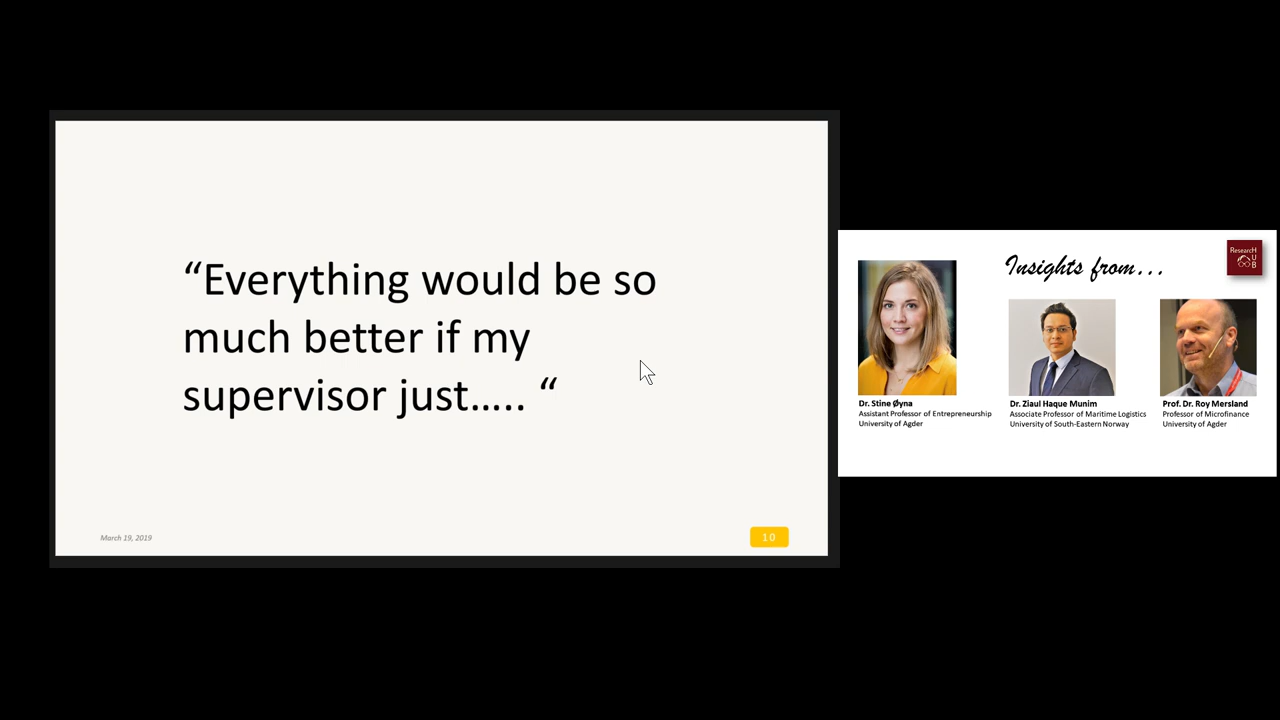 “Everything would be so
much better if my
supervisor just….. “
March 19, 2019
10
Insights from...
ResearcH
U
B
Dr. Stine Øyna
Assistant Professor of Entrepreneurship
University of Agder
Dr. Ziaul Haque Munim
Associate Professor of Maritime Logistics
University of South-Eastern Norway
Prof. Dr. Roy Mersland
Professor of Microfinance
University of Agder